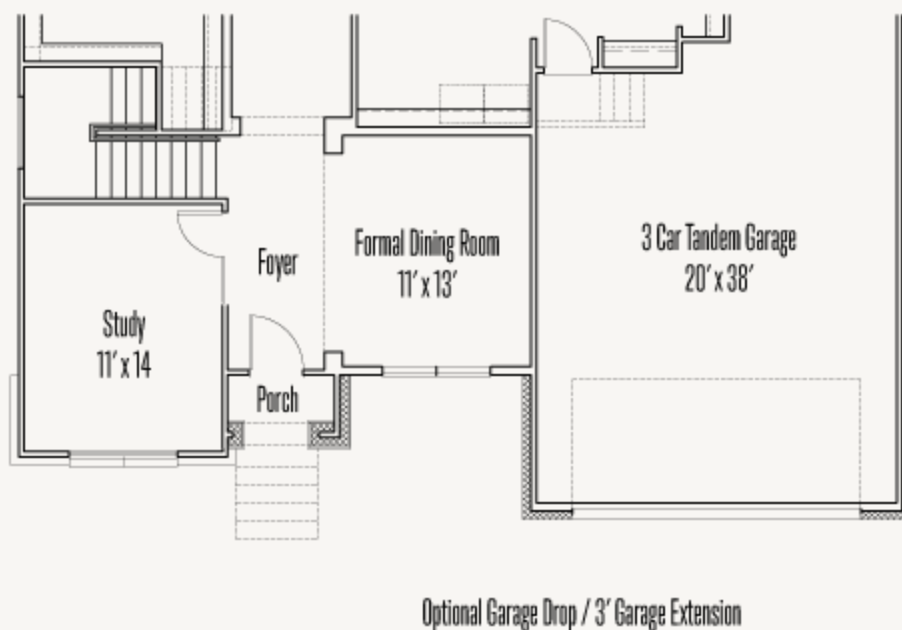 Foyer
Formal Dining Room
11' x 13'
3 Car Tandem Garage
20' x 38'
Study
11' x 14
Porch
Optional Garage Drop / 3' Garage Extension